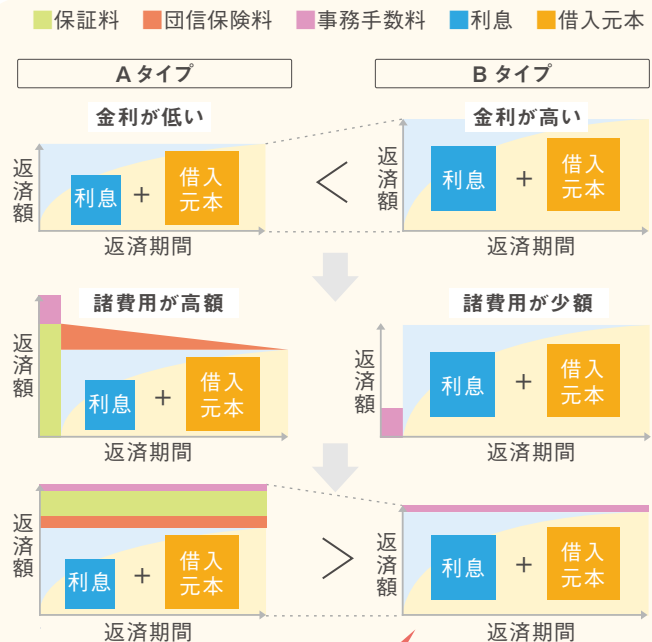 保証料 団信保険料 事務手数料 利息 借入元本
Aタイプ
Bタイプ
金利が低い
返済額
利息
+
借入
元本
返済期間
<
金利が高い
返済額
利息
+
借入
元本
返済期間
諸費用が高額
返済額
利息
+
借入
元本
返済期間
諸費用が少額
返済額
利息
+
借入
元本
返済期間
返済額
利息
+
借入
元本
返済期間
>
返済額
利息
+
借入
元本
返済期間